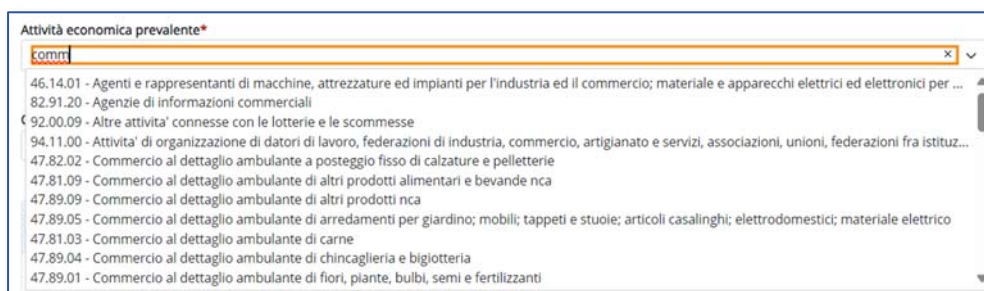 Attività economica prevalente*
comm
46.14.01 - Agenti e rappresentanti di macchine, attrezzature ed impianti per l'industria ed il commercio; materiale e apparecchi elettrici ed elettronici per ...
82.91.20 - Agenzie di informazioni commerciali
92.00.09 - Altre attivita' connesse con le lotterie e le scommesse
94.11.00 - Attivita' di organizzazione di datori di lavoro, federazioni di industria, commercio, artigianato e servizi, associazioni, unioni, federazioni fra istituz...
47.82.02 - Commercio al dettaglio ambulante a posteggio fisso di calzature e pelletterie
47.81.09 - Commercio al dettaglio ambulante di altri prodotti alimentari e bevande nca
47.89.09 - Commercio al dettaglio ambulante di altri prodotti nca
47.89.05 - Commercio al dettaglio ambulante di arredamenti per giardino; mobili; tappeti e stuoie; articoli casalinghi; elettrodomestici; materiale elettrico
47.81.03 - Commercio al dettaglio ambulante di carne
47.89.04 - Commercio al dettaglio ambulante di chincaglieria e bigiotteria
47.89.01 - Commercio al dettaglio ambulante di fiori, piante, bulbi, semi e fertilizzanti